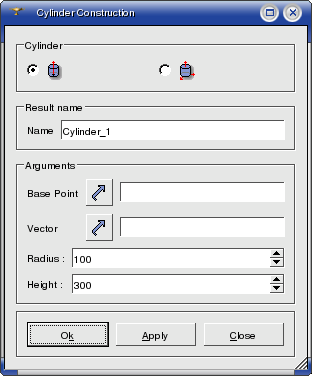 Cylinder Construction
Cylinder
Result name
Name Cylinder_1
Arguments
Base Point
Vector
Radius : 100
Height : 300
Ok Apply Close